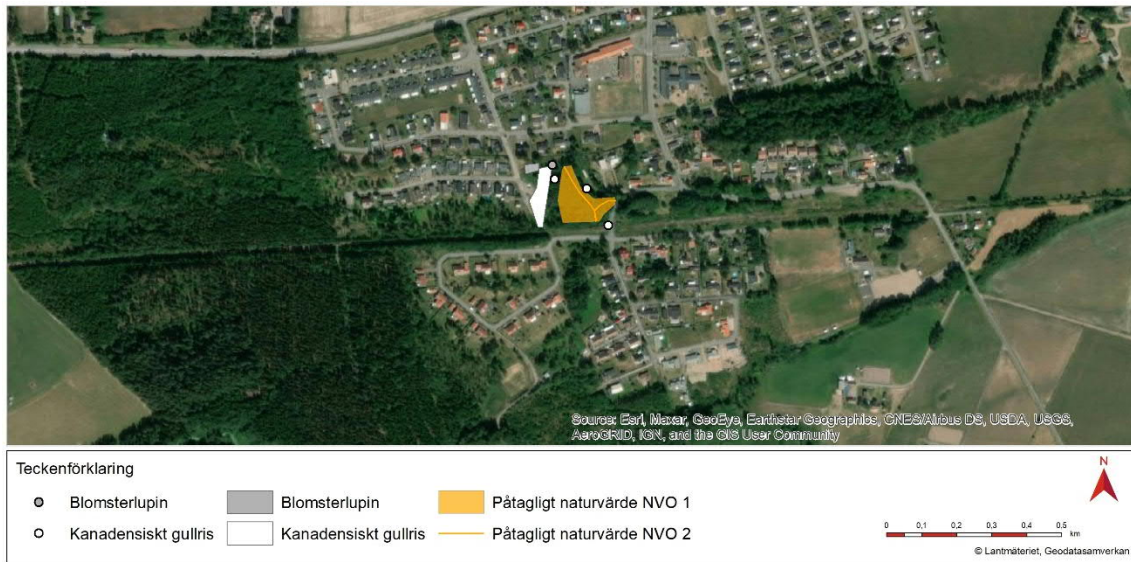 Source: Esri, Maxar, GeoEye, Earthstar Geographics, CNES/Airbus DS, USDA, USGS,
AeroGRID, IGN, and the GIS User Community
Teckenförklaring
Blomsterlupin Blomsterlupin Påtagligt naturvärde NVO 1
Kanadensiskt gullris Kanadensiskt gullris Påtagligt naturvärde NVO 2
N
0 0,1 0,2 0,3 0,4 0,5
km
© Lantmäteriet, Geodatasamverkan